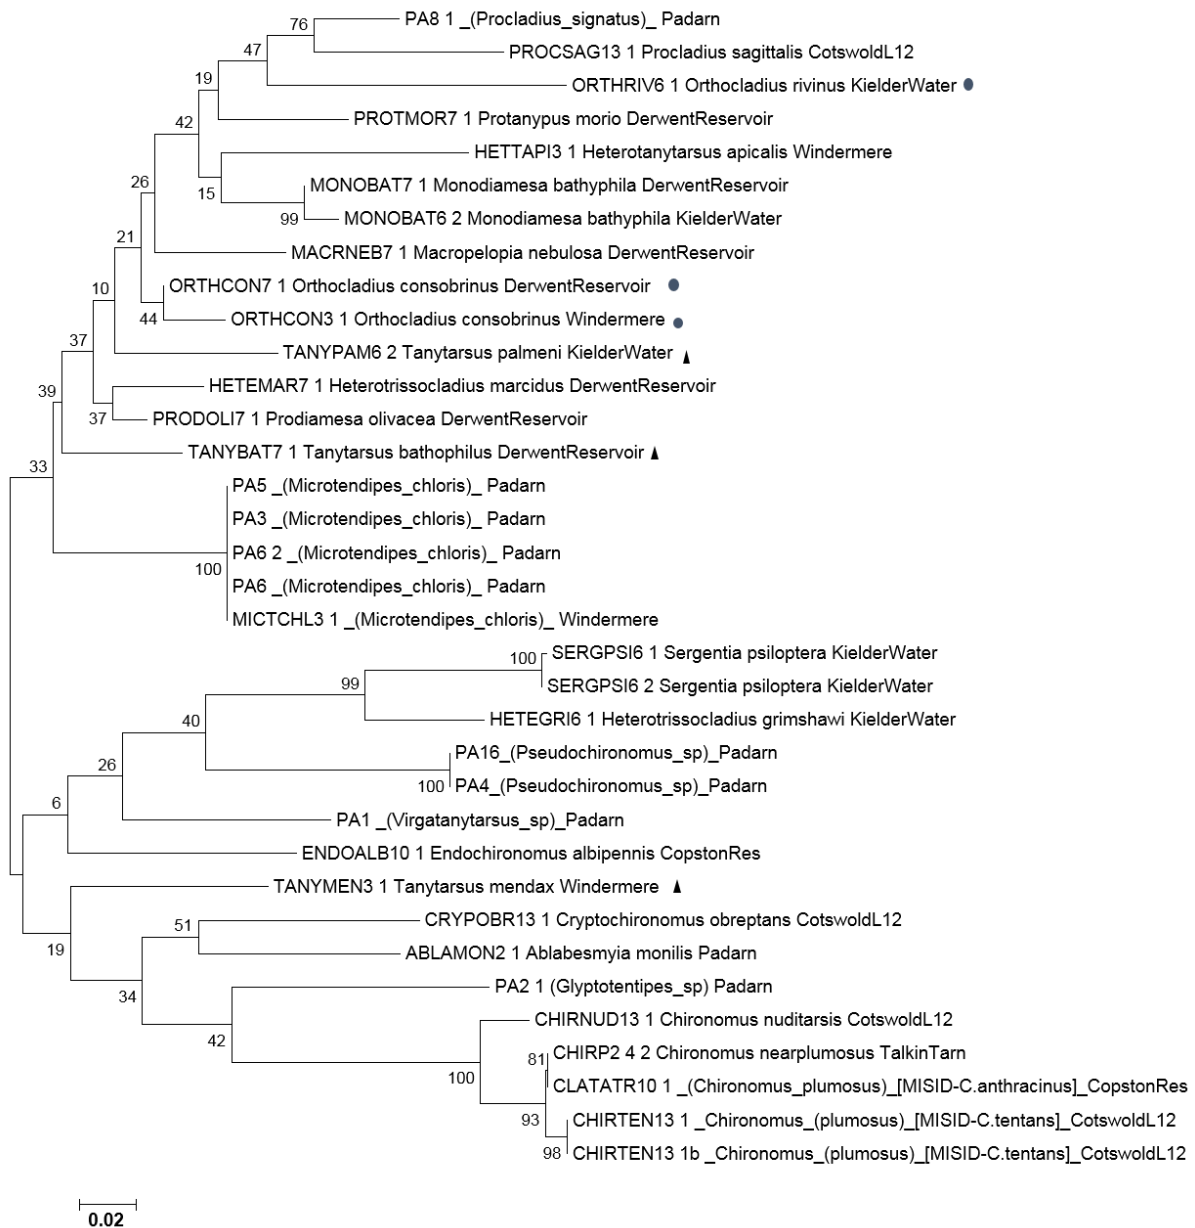 76
PA8 1 _(Procladius_signatus)_ Padarn
47
PROCSAG13 1 Procladius sagittalis CotswoldL12
19
ORTHRIV6 1 Orthocladius rivinus KielderWater
42
PROTMOR7 1 Protanypus morio DerwentReservoir
HETTAPI3 1 Heterotanytarsus apicalis Windermere
26
15
MONOBAT7 1 Monodiamesa bathyphila DerwentReservoir
99
MONOBAT6 2 Monodiamesa bathyphila KielderWater
21
MACRNEB7 1 Macropelopia nebulosa DerwentReservoir
10
ORTHCON7 1 Orthocladius consobrinus DerwentReservoir
44
ORTHCON3 1 Orthocladius consobrinus Windermere
37
TANYPAM6 2 Tanytarsus palmeni KielderWater
39
HETEMAR7 1 Heterotrissocladius marcidus DerwentReservoir
37
PRODOLI7 1 Prodiamesa olivacea DerwentReservoir
33
TANYBAT7 1 Tanytarsus bathophilus DerwentReservoir
PA5 _(Microtendipes_chloris)_ Padarn
PA3 _(Microtendipes_chloris)_ Padarn
PA6 2 _(Microtendipes_chloris)_ Padarn
100
PA6 _(Microtendipes_chloris)_ Padarn
MICTCHL3 1 _(Microtendipes_chloris)_ Windermere
100
SERGPSI6 1 Sergentia psiloptera KielderWater
99
SERGPSI6 2 Sergentia psiloptera KielderWater
40
HETEGRI6 1 Heterotrissocladius grimshawi KielderWater
26
PA16_(Pseudochironomus_sp)_Padarn
100
PA4_(Pseudochironomus_sp)_Padarn
6
PA1 _(Virgatanytarsus_sp)_Padarn
ENDOALB10 1 Endochironomus albipennis CopstonRes
TANYMEN3 1 Tanytarsus mendax Windermere
19
51
CRYPOBR13 1 Cryptochironomus obreptans CotswoldL12
ABLAMON2 1 Ablabesmyia monilis Padarn
34
PA2 1 (Glyptotentipes_sp) Padarn
42
CHIRNUD13 1 Chironomus nuditarsis CotswoldL12
100
81
CHIRP2 4 2 Chironomus nearplumosus TalkinTarn
CLATATR10 1 _(Chironomus_plumosus)_[MISID-C.anthracinus]_CopstonRes
93
CHIRTEN13 1 _Chironomus_(plumosus)_[MISID-C.tentans]_CotswoldL12
98
CHIRTEN13 1b _Chironomus_(plumosus)_[MISID-C.tentans]_CotswoldL12
0.02